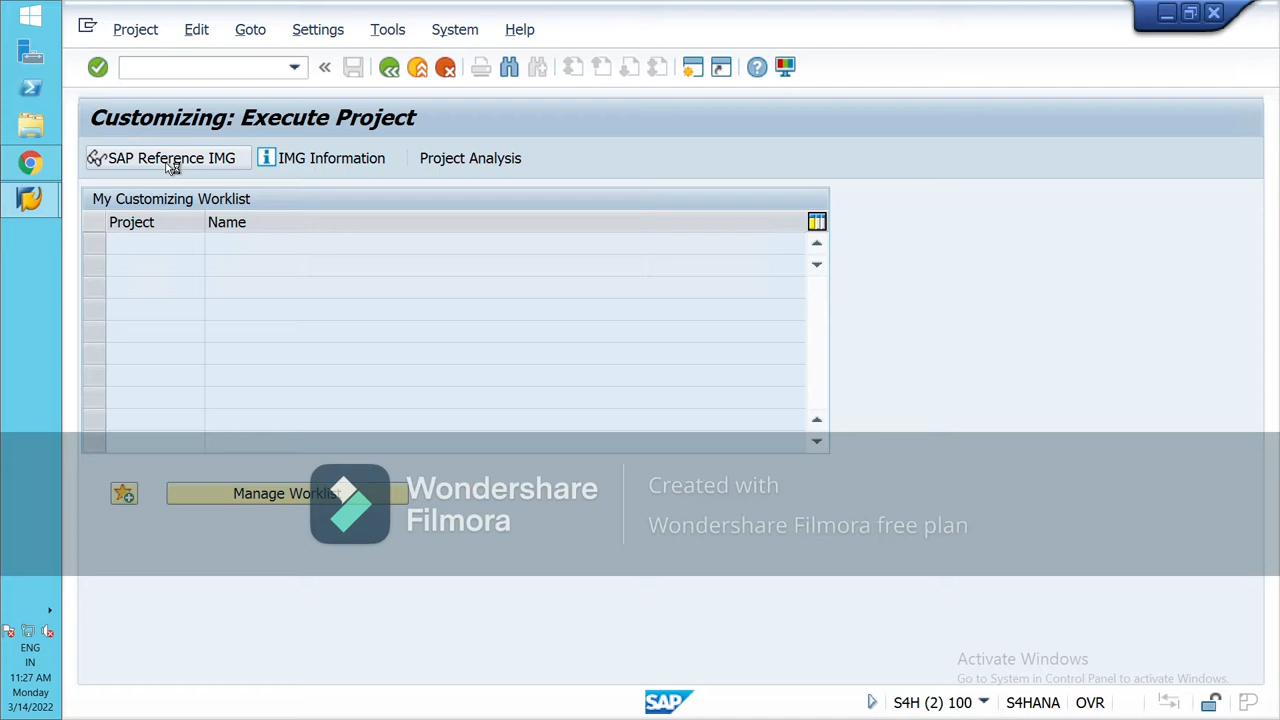 Project Edit Goto Settings Tools System Help
Customizing: Execute Project
SAP Reference IMG IMG Information Project Analysis
My Customizing Worklist
Project Name
Manage Worklist
Wondershare
Filmora
Created with
Wondershare Filmora free plan
ENG
IN
11:27 AM
Monday
3/14/2022
Activate Windows
Go to System in Control Panel to activate Windows.
SAP S4H (2) 100 S4HANA OVR